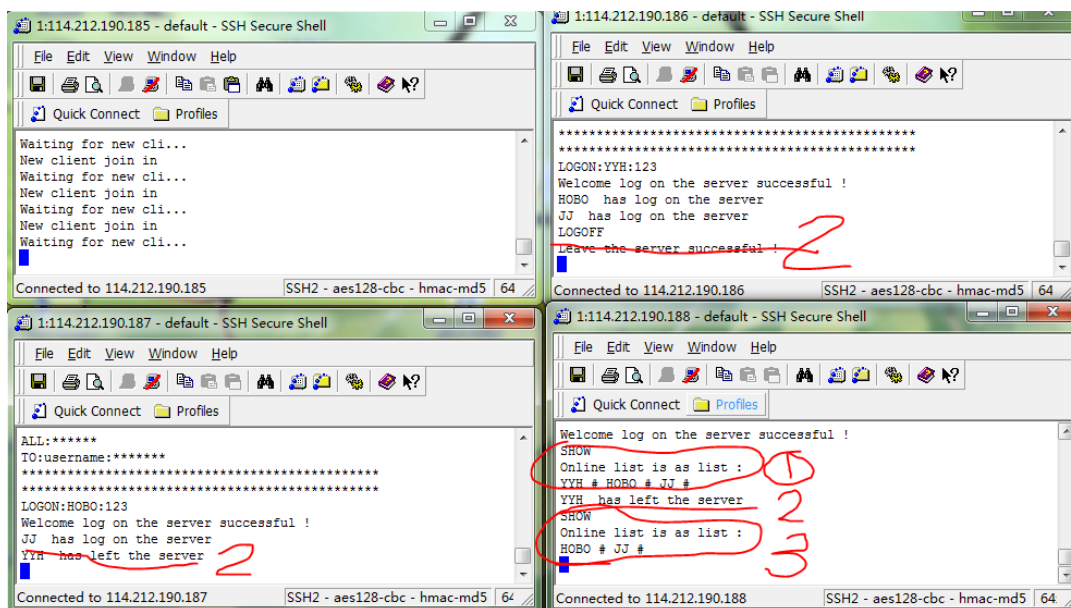 1:114.212.190.185 - default - SSH Secure Shell
File Edit View Window Help
Quick Connect Profiles
Waiting for new cli...
New client join in
Waiting for new cli...
New client join in
Waiting for new cli...
New client join in
Waiting for new cli...
Connected to 114.212.190.185 SSH2 - aes128-cbc - hmac-md5 64
1:114.212.190.186 - default - SSH Secure Shell
File Edit View Window Help
Quick Connect Profiles
***********************************************
***********************************************
LOGON:YYH:123
Welcome log on the server successful !
HOBO has log on the server
JJ has log on the server
LOGOFF
Leave the server successful !
2
Connected to 114.212.190.186 SSH2 - aes128-cbc - hmac-md5 64
1:114.212.190.187 - default - SSH Secure Shell
File Edit View Window Help
Quick Connect Profiles
ALL:******
TO:username:*******
***********************************************
***********************************************
LOGON:HOBO:123
Welcome log on the server successful !
JJ has log on the server
YYH has left the server 2
Connected to 114.212.190.187 SSH2 - aes128-cbc - hmac-md5 64
1:114.212.190.188 - default - SSH Secure Shell
File Edit View Window Help
Quick Connect Profiles
Welcome log on the server successful !
SHOW
Online list is as list : ①
YYH # HOBO # JJ #
YYH has left the server 2
SHOW
Online list is as list : 3
HOBO # JJ #
Connected to 114.212.190.188 SSH2 - aes128-cbc - hmac-md5 64